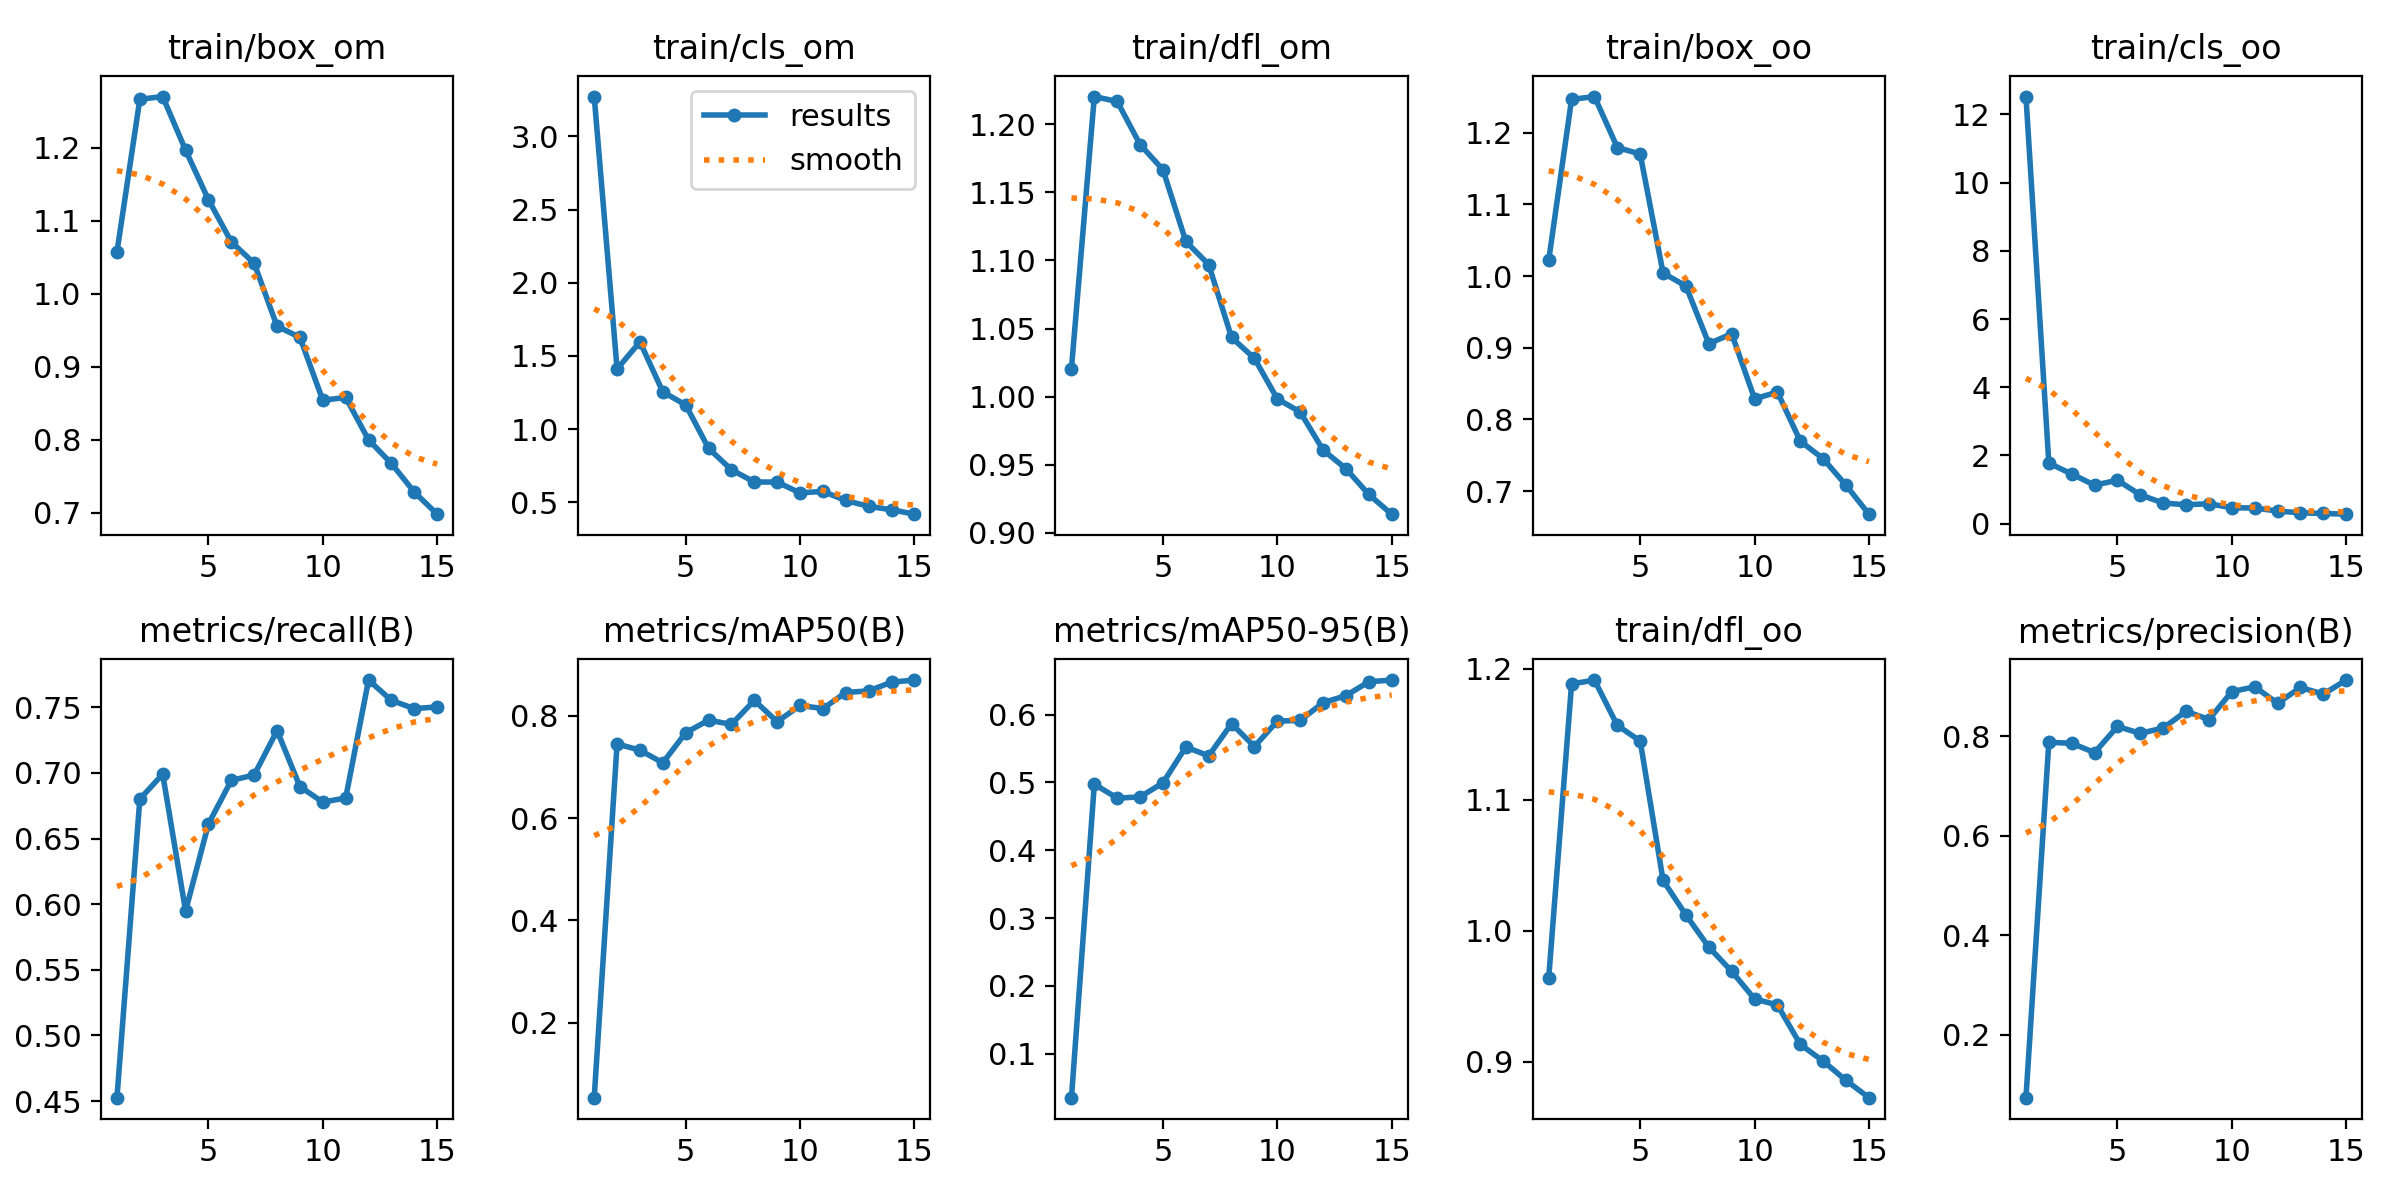 train/box_om
train/cls_om
train/dfl_om
train/box_oo
train/cls_oo
1.2
1.1
1.0
0.9
0.8
0.7
5 10 15
results
smooth
3.0
2.5
2.0
1.5
1.0
0.5
5 10 15
1.20
1.15
1.10
1.05
1.00
0.95
0.90
5 10 15
1.2
1.1
1.0
0.9
0.8
0.7
5 10 15
12
10
8
6
4
2
0
5 10 15
metrics/recall(B)
metrics/mAP50(B)
metrics/mAP50-95(B)
train/dfl_oo
metrics/precision(B)
0.75
0.70
0.65
0.60
0.55
0.50
0.45
5 10 15
0.8
0.6
0.4
0.2
5 10 15
0.6
0.5
0.4
0.3
0.2
0.1
5 10 15
1.2
1.1
1.0
0.9
5 10 15
0.8
0.6
0.4
0.2
5 10 15